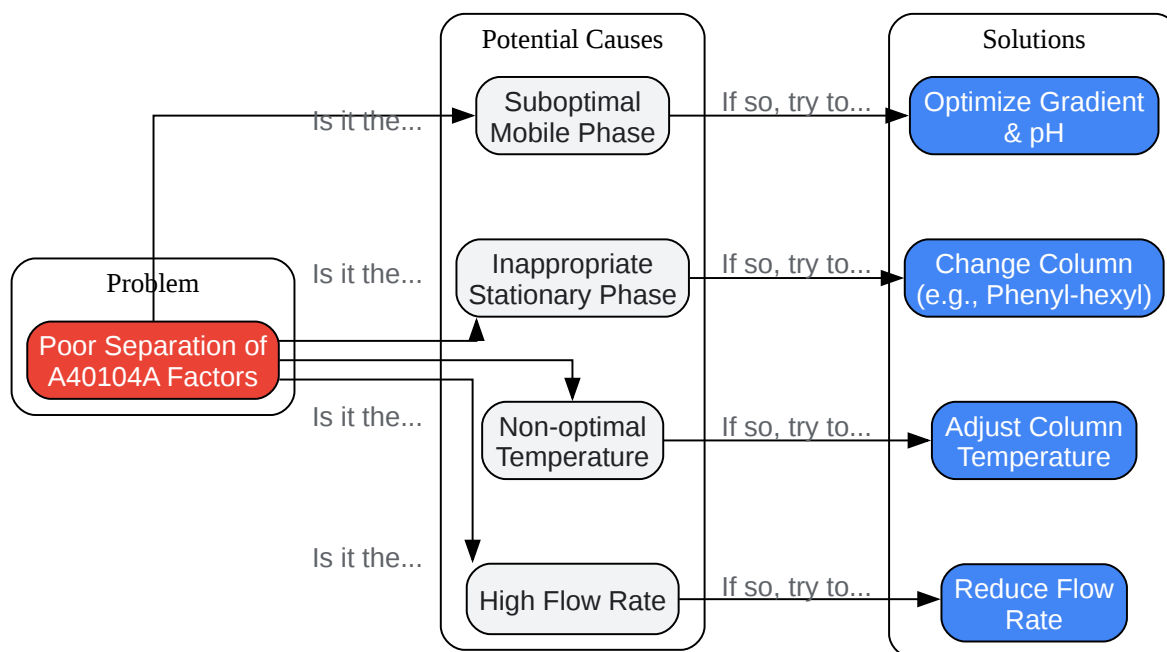 Potential Causes
Solutions
Is it the...
Suboptimal
Mobile Phase
If so, try to...
Optimize Gradient
& pH
Problem
Is it the...
Inappropriate
Stationary Phase
If so, try to...
Change Column
(e.g., Phenyl-hexyl)
Poor Separation of
A40104A Factors
Is it the...
Non-optimal
Temperature
If so, try to...
Adjust Column
Temperature
Is it the...
High Flow Rate
If so, try to...
Reduce Flow
Rate